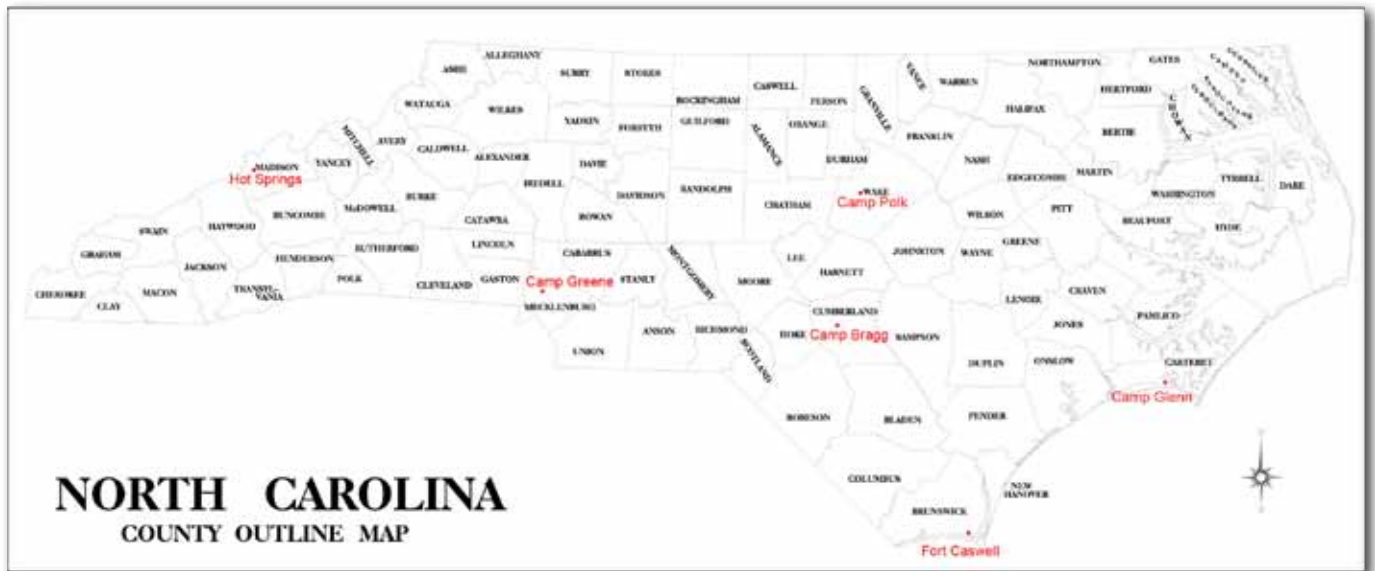 ALLEGHANY
ASHE
SURRY
STOKES
ROCKINGHAM
CASWELL
PERSON
GRANVILLE
VANCE
WARREN
NORTHAMPTON
GATES
HERTFORD
HALIFAX
WATAUGA
WILKES
YADKIN
FORSYTH
GUILFORD
ALAMANCE
ORANGE
DURHAM
FRANKLIN
BERTIE
MITCHELL
AVERY
CALDWELL
ALEXANDER
DAVIE
NASH
EDGECOMBE
MARTIN
MADISON
Hot Springs
YANCEY
IREDELL
DAVIDSON
RANDOLPH
CHATHAM
WAKE
Camp Polk
WASHINGTON
TYRRELL
DARE
BUNCOMBE
McDOWELL
BURKE
CATAWBA
ROWAN
WILSON
PITT
BEAUFORT
HYDE
SWAIN
HAYWOOD
RUTHERFORD
LINCOLN
CABARRUS
MONTGOMERY
LEE
HARNETT
JOHNSTON
WAYNE
GREENE
GRAHAM
JACKSON
HENDERSON
POLK
CLEVELAND
GASTON
Camp Greene
STANLY
MOORE
CHEROKEE
CLAY
MACON
TRANSYL-
VANIA
MECKLENBURG
LENOIR
CRAVEN
PAMLICO
UNION
ANSON
RICHMOND
SCOTLAND
HOKE
CUMBERLAND
Camp Bragg
SAMPSON
JONES
DUPLIN
ONSLOW
CARTERET
Camp Glenn
ROBESON
BLADEN
PENDER
COLUMBUS
NEW
HANOVER
BRUNSWICK
Fort Caswell
NORTH CAROLINA
COUNTY OUTLINE MAP